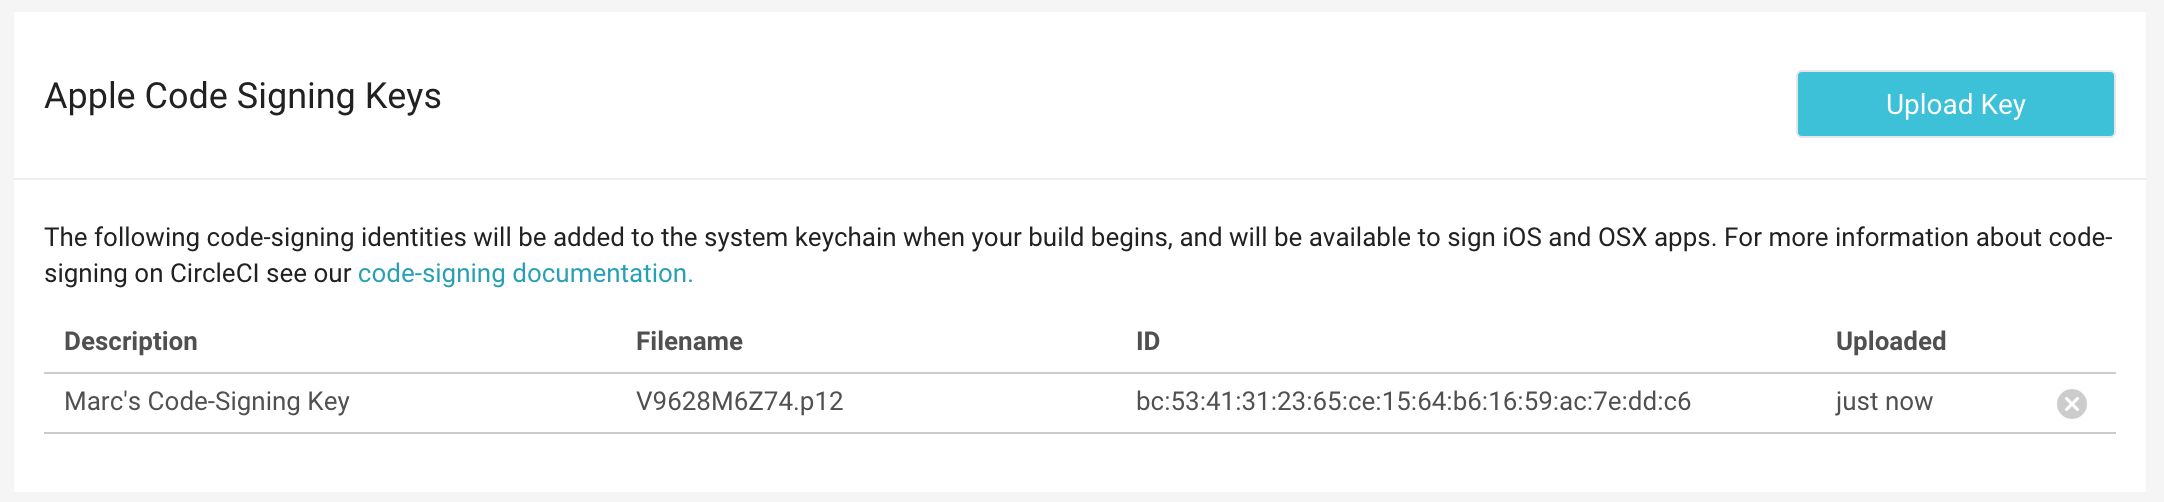 Apple Code Signing Keys
Upload Key
The following code-signing identities will be added to the system keychain when your build begins, and will be available to sign iOS and OSX apps. For more information about code-
signing on CircleCI see our code-signing documentation.
Description Filename ID Uploaded
Marc's Code-Signing Key V9628M6Z74.p12 bc:53:41:31:23:65:ce:15:64:b6:16:59:ac:7e:dd:c6 just now